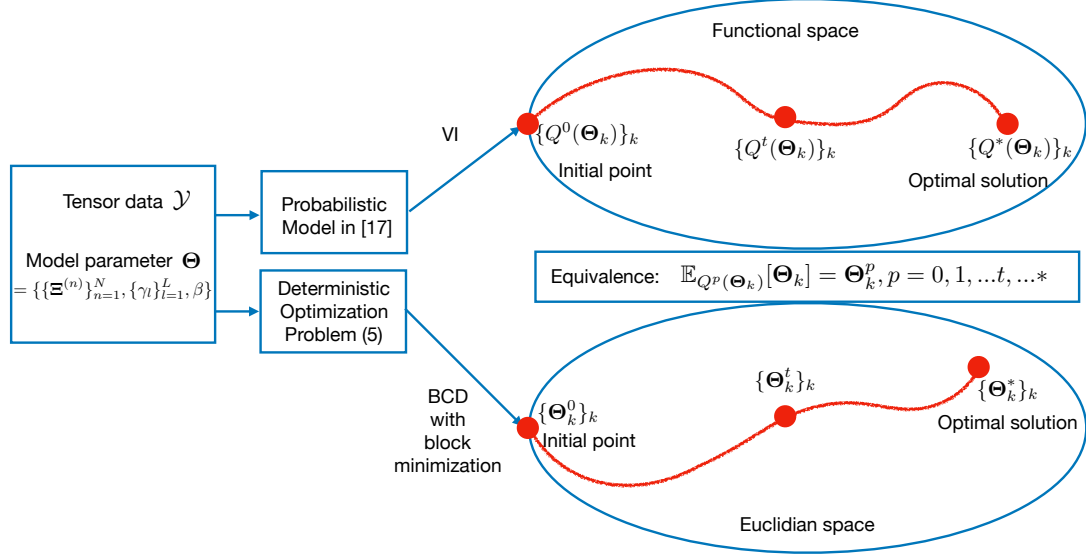 Tensor data 𝒴
Model parameter Θ
= {{Ξ^(n)}_{n=1}^N, {γ_l}_{l=1}^L, β}
Probabilistic
Model in [17]
Deterministic
Optimization
Problem (5)
VI
BCD
with
block
minimization
Functional space
{Q^0(Θ_k)}_k
Initial point
{Q^t(Θ_k)}_k
{Q^*(Θ_k)}_k
Optimal solution
Equivalence: 𝔼_{Q^p(Θ_k)}[Θ_k] = Θ_k^p, p = 0, 1, ...t, ...*
{Θ_k^0}_k
Initial point
{Θ_k^t}_k
{Θ_k^*}_k
Optimal solution
Euclidian space